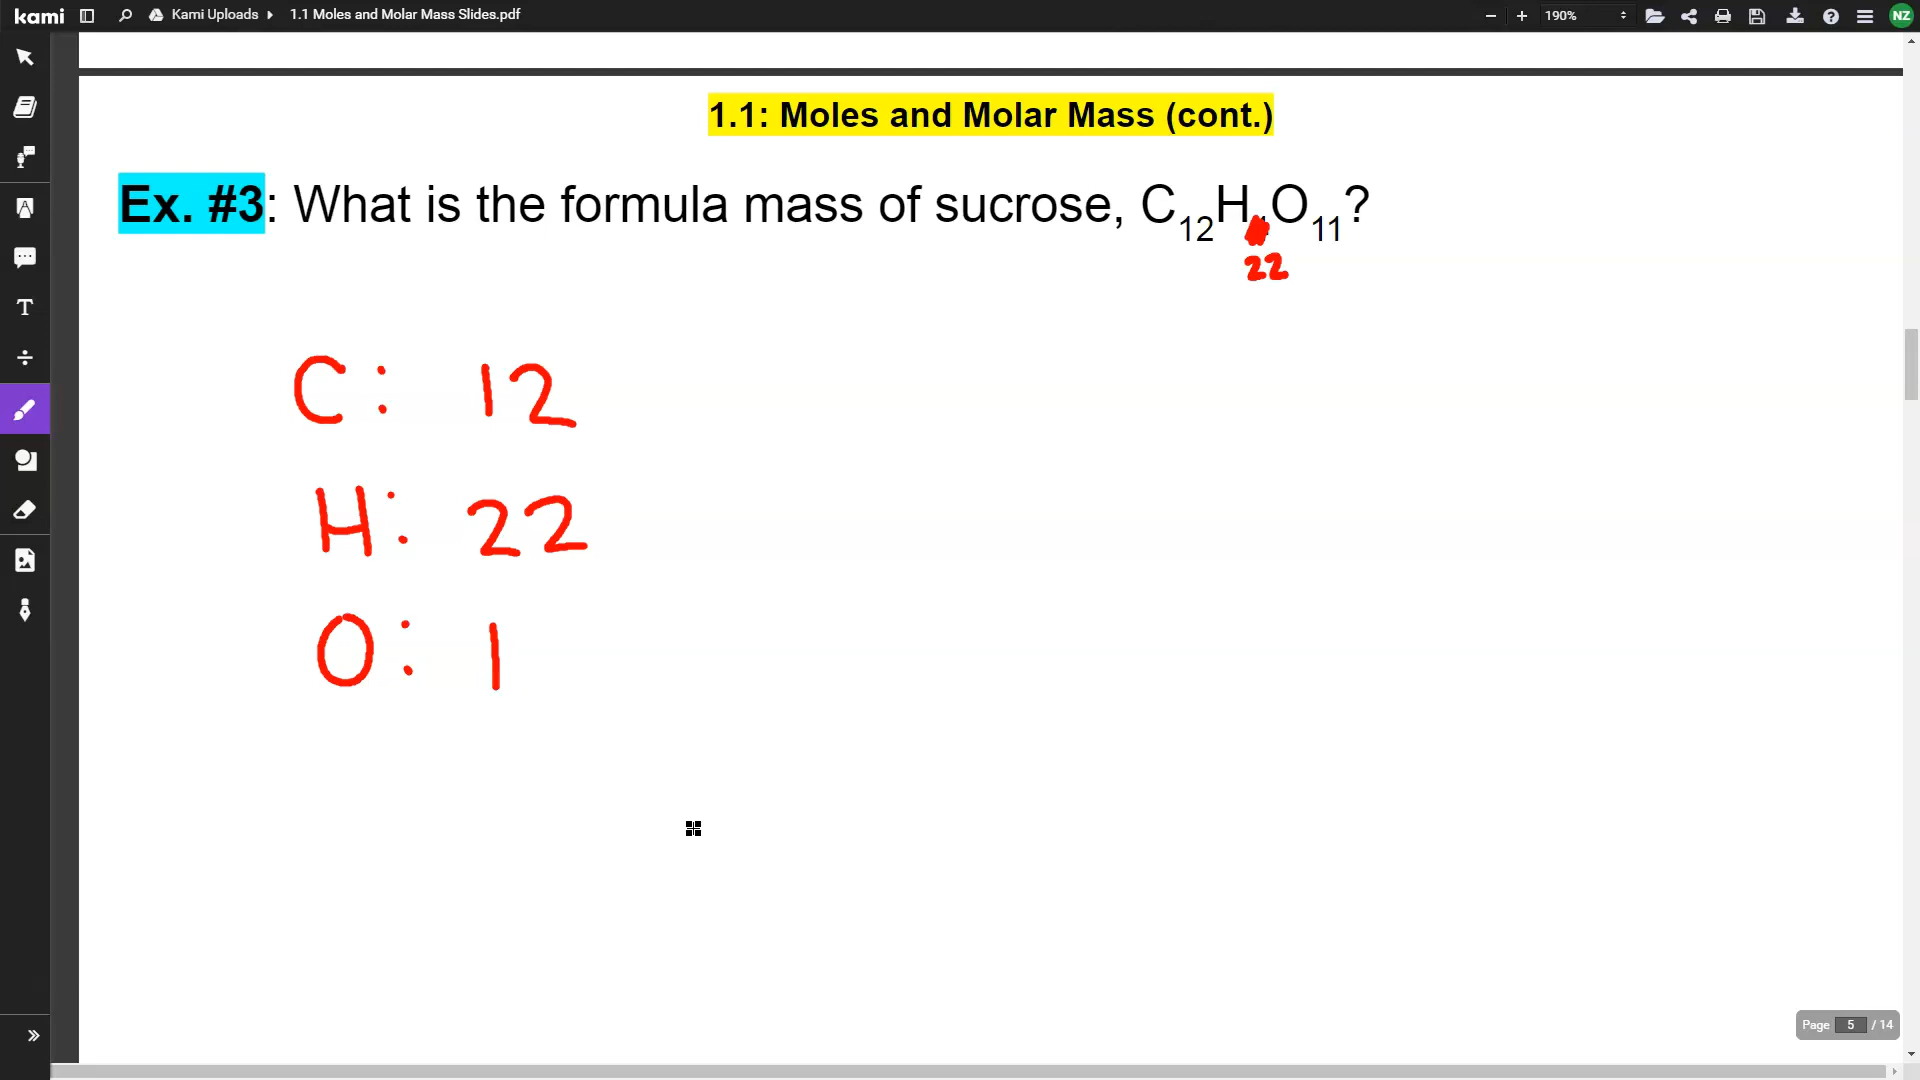 kami Kami Uploads 1.1 Moles and Molar Mass Slides.pdf 190% NZ
1.1: Moles and Molar Mass (cont.)
Ex. #3: What is the formula mass of sucrose, C12H O11?
22
C: 12
H: 22
O: 1
Page 5 / 14